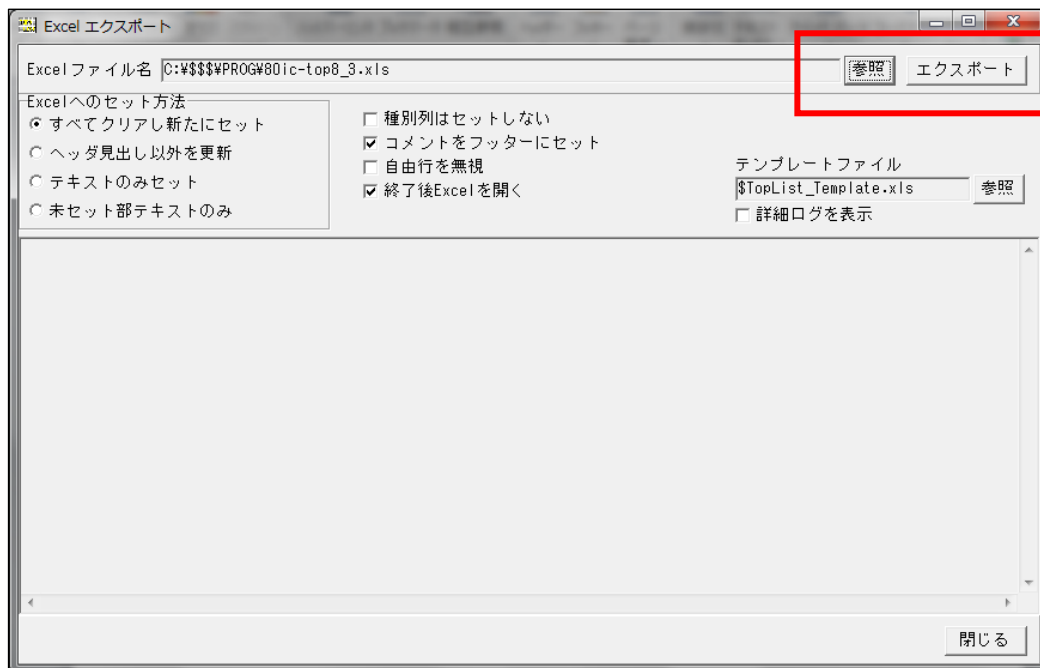 Excel エクスポート
Excelファイル名 C:¥$$$¥PROG¥80ic-top8_3.xls 参照 エクスポート
Excelへのセット方法
すべてクリアし新たにセット
ヘッダ見出し以外を更新
テキストのみセット
未セット部テキストのみ
種別列はセットしない
コメントをフッターにセット
自由行を無視
終了後Excelを開く
テンプレートファイル
$TopList_Template.xls 参照
詳細ログを表示
閉じる